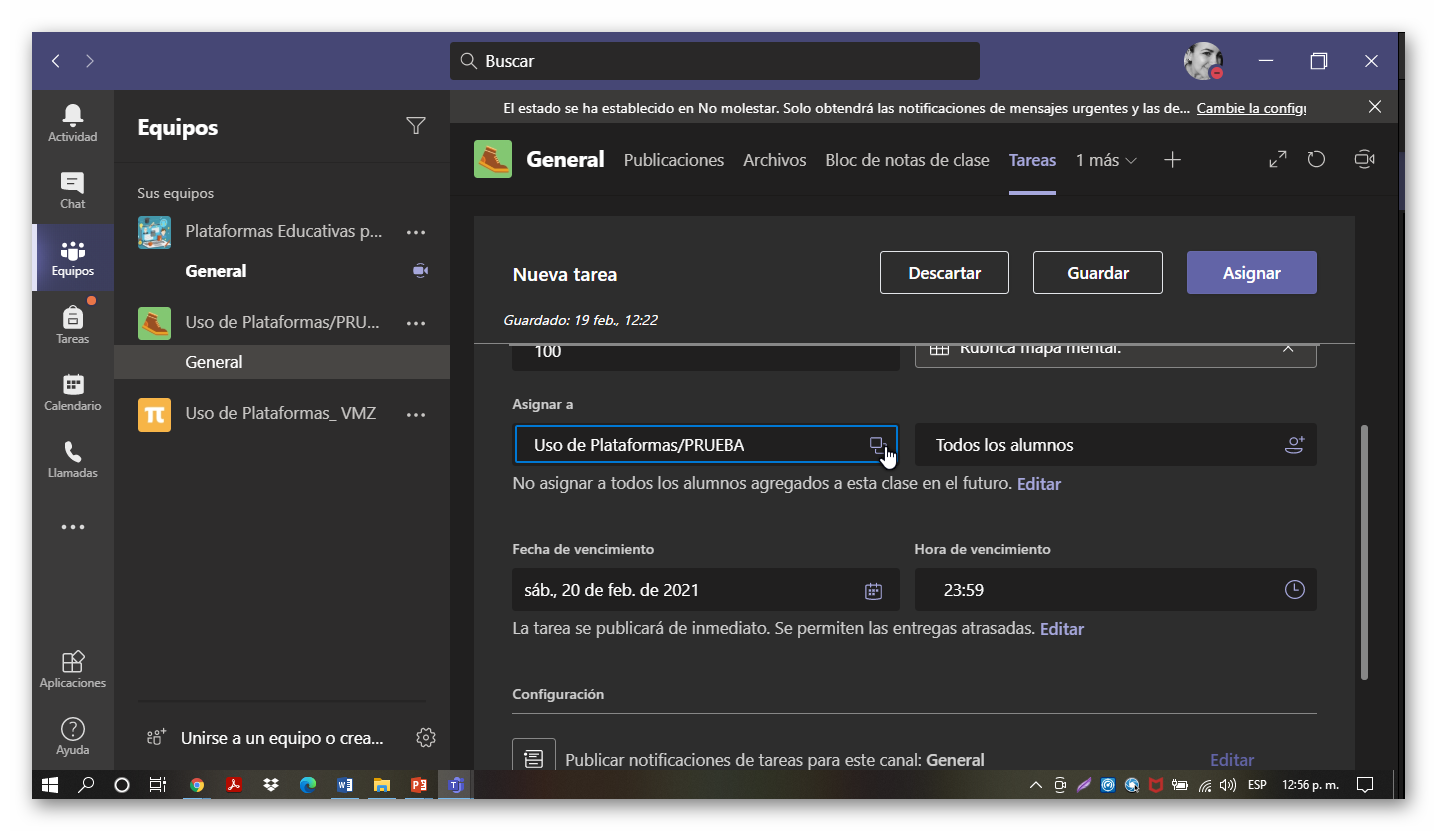 Buscar
El estado se ha establecido en No molestar. Solo obtendrá las notificaciones de mensajes urgentes y las de... Cambie la configu
Actividad
Chat
Equipos
Tareas
Calendario
Llamadas
Aplicaciones
Ayuda
Equipos
Sus equipos
Plataformas Educativas p...
General
Uso de Plataformas/PRU...
General
π
Uso de Plataformas_ VMZ
Unirse a un equipo o crea...
General Publicaciones Archivos Bloc de notas de clase Tareas 1 más
Nueva tarea
Descartar Guardar Asignar
Guardado: 19 feb., 12:22
100 Rúbrica mapa mental.
Asignar a
Uso de Plataformas/PRUEBA Todos los alumnos
No asignar a todos los alumnos agregados a esta clase en el futuro. Editar
Fecha de vencimiento Hora de vencimiento
sáb., 20 de feb. de 2021 23:59
La tarea se publicará de inmediato. Se permiten las entregas atrasadas. Editar
Configuración
Publicar notificaciones de tareas para este canal: General Editar
ESP 12:56 p. m.